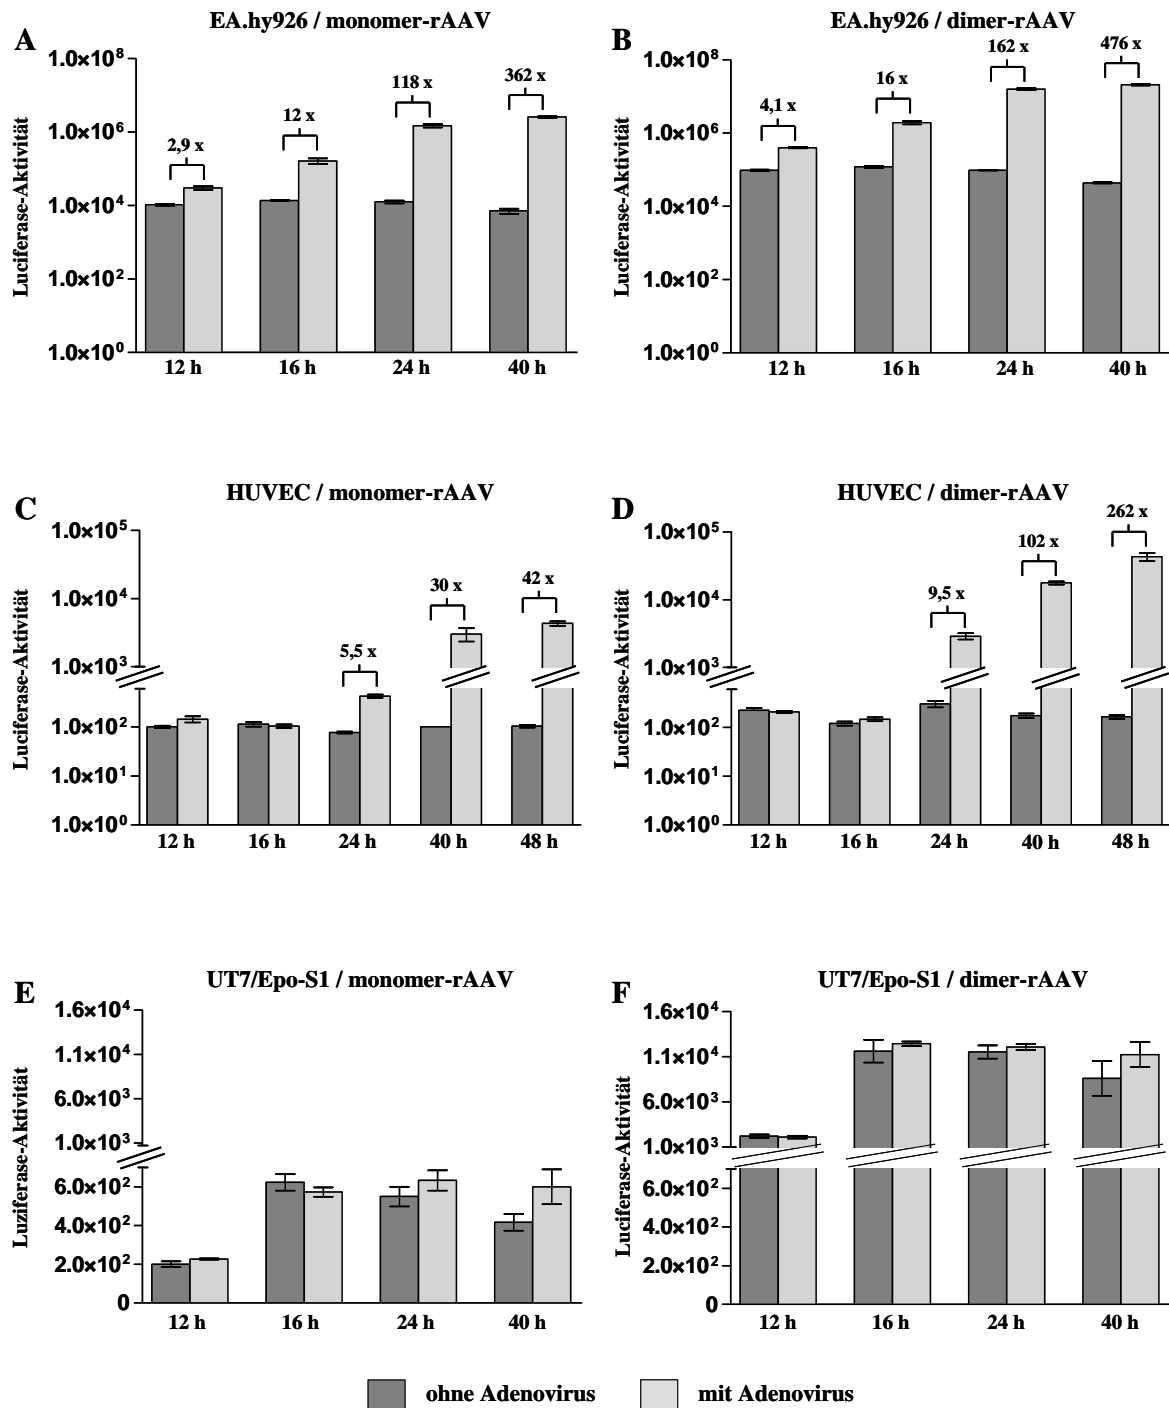 A
EA.hy926 / monomer-rAAV
Luciferase-Aktivität
1.0×10⁸
1.0×10⁶
1.0×10⁴
1.0×10²
1.0×10⁰
2,9 x
12 x
118 x
362 x
12 h 16 h 24 h 40 h
B
EA.hy926 / dimer-rAAV
Luciferase-Aktivität
1.0×10⁸
1.0×10⁶
1.0×10⁴
1.0×10²
1.0×10⁰
4,1 x
16 x
162 x
476 x
12 h 16 h 24 h 40 h
C
HUVEC / monomer-rAAV
Luciferase-Aktivität
1.0×10⁵
1.0×10⁴
1.0×10³
1.0×10²
1.0×10¹
1.0×10⁰
5,5 x
30 x
42 x
12 h 16 h 24 h 40 h 48 h
D
HUVEC / dimer-rAAV
Luciferase-Aktivität
1.0×10⁵
1.0×10⁴
1.0×10³
1.0×10²
1.0×10¹
1.0×10⁰
9,5 x
102 x
262 x
12 h 16 h 24 h 40 h 48 h
E
UT7/Epo-S1 / monomer-rAAV
Luziferase-Aktivität
1.6×10⁴
1.1×10⁴
6.0×10³
1.0×10³
6.0×10²
4.0×10²
2.0×10²
0
12 h 16 h 24 h 40 h
F
UT7/Epo-S1 / dimer-rAAV
Luciferase-Aktivität
1.6×10⁴
1.1×10⁴
6.0×10³
1.0×10³
6.0×10²
4.0×10²
2.0×10²
0
12 h 16 h 24 h 40 h
ohne Adenovirus mit Adenovirus